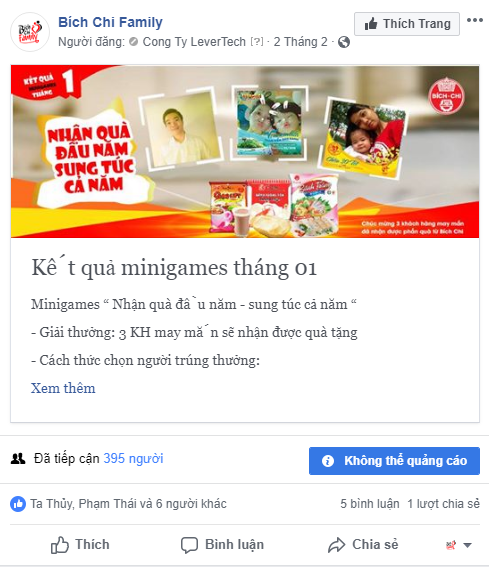 Bích Chi Family
Thích Trang
Người đăng: Cong Ty LeverTech [?] · 2 Tháng 2 ·
KẾT QUẢ
THÁNG 1
BÍCH-CHI
NHẬN QUÀ
ĐẦU NĂM
SUNG TÚC
CẢ NĂM
Chúc mừng 3 khách hàng may mắn
đã nhận được phần quà từ Bích Chi
Kết quả minigames tháng 01
Minigames “ Nhận quà đầu năm - sung túc cả năm “
- Giải thưởng: 3 KH may mắn sẽ nhận được quà tặng
- Cách thức chọn người trúng thưởng:
Xem thêm
Đã tiếp cận 395 người
Không thể quảng cáo
Ta Thủy, Phạm Thái và 6 người khác
5 bình luận 1 lượt chia sẻ
Thích
Bình luận
Chia sẻ